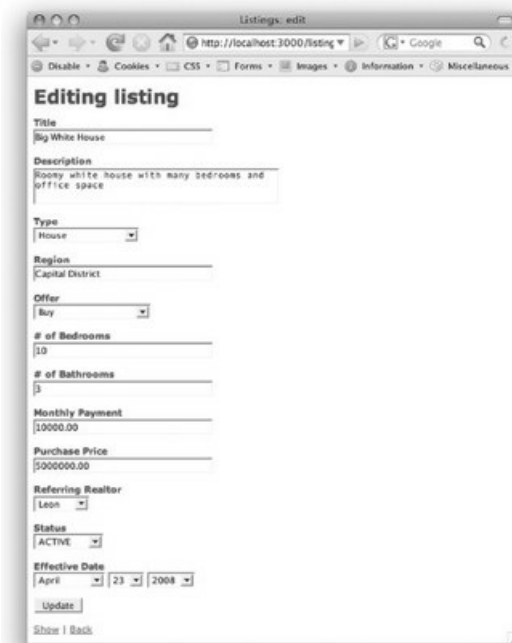 Listings: edit
http://localhost:3000/listing
Google
Disable
Cookies
CSS
Forms
Images
Information
Miscellaneous
Editing listing
Title
Big White House
Description
Roomy white house with many bedrooms and
office space
Type
House
Region
Capital District
Offer
Buy
# of Bedrooms
10
# of Bathrooms
3
Monthly Payment
10000.00
Purchase Price
5000000.00
Referring Realtor
Leon
Status
ACTIVE
Effective Date
April 23 2008
Update
Show | Back